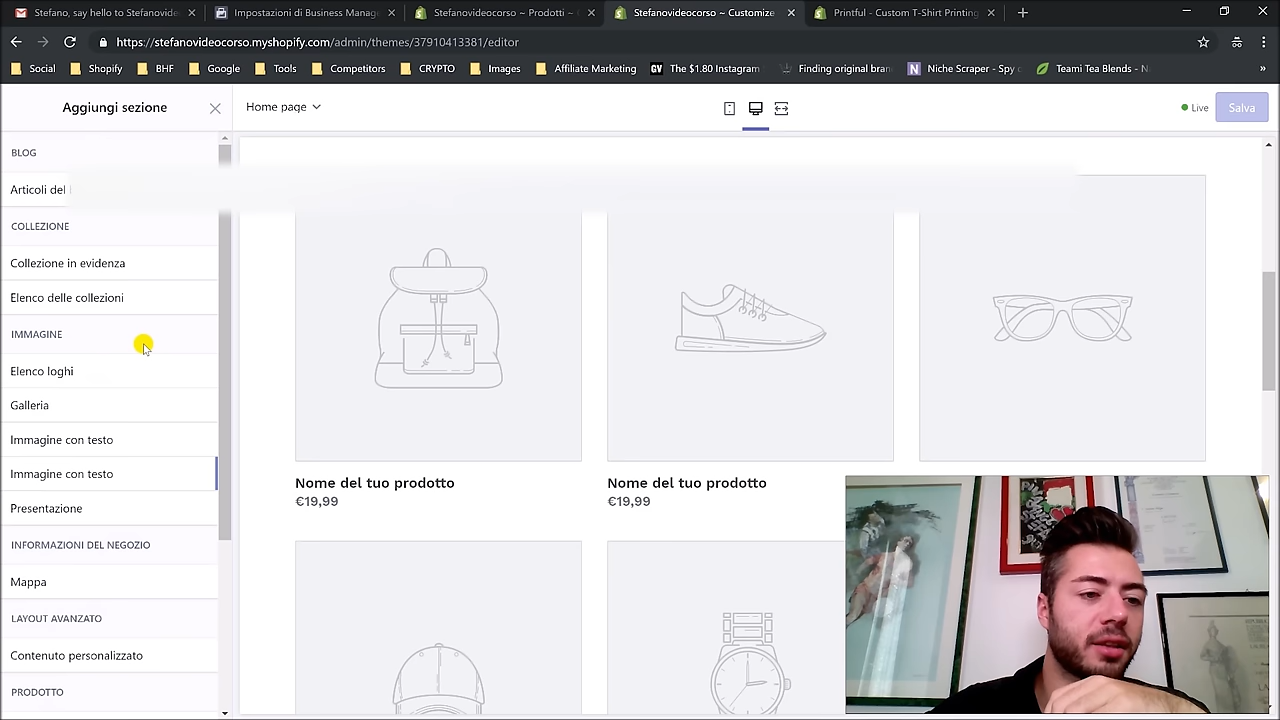 Stefano, say hello to Stefanovidec
Impostazioni di Business Manage
Stefanovideocorso ~ Prodotti ~
Stefanovideocorso ~ Customize
Printful - Custom T-Shirt Printing
https://stefanovideocorso.myshopify.com/admin/themes/37910413381/editor
Social
Shopify
BHF
Google
Tools
Competitors
CRYPTO
Images
Affiliate Marketing
GV The $1.80 Instagram
Finding original bran
N Niche Scraper - Spy
Teami Tea Blends - N
»
Aggiungi sezione
Home page
Live
Salva
BLOG
Articoli del
COLLEZIONE
Collezione in evidenza
Elenco delle collezioni
IMMAGINE
Elenco loghi
Galleria
Immagine con testo
Immagine con testo
Presentazione
INFORMAZIONI DEL NEGOZIO
Mappa
LAYOUT AVANZATO
Contenuto personalizzato
PRODOTTO
Nome del tuo prodotto
€19,99
Nome del tuo prodotto
€19,99